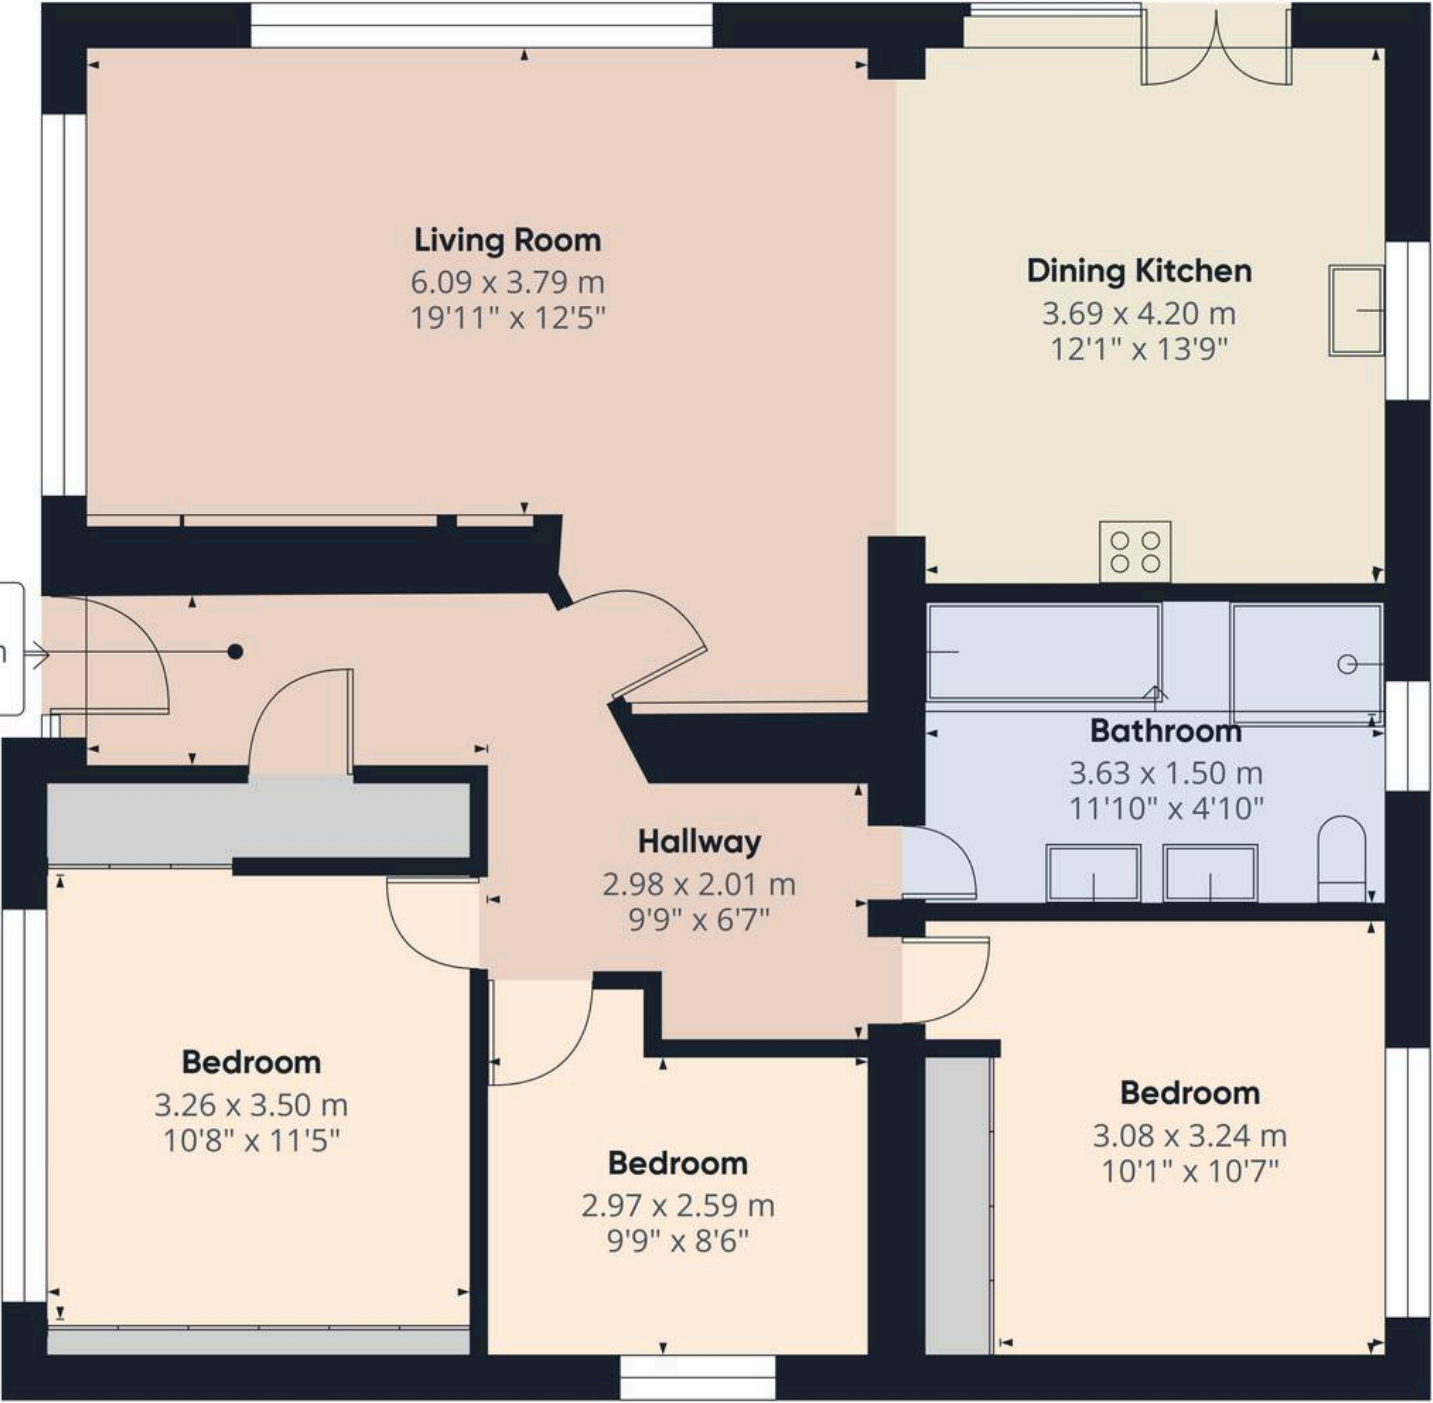 Living Room
6.09 x 3.79 m
19'11" x 12'5"
Dining Kitchen
3.69 x 4.20 m
12'1" x 13'9"
Bathroom
3.63 x 1.50 m
11'10" x 4'10"
Hallway
2.98 x 2.01 m
9'9" x 6'7"
Bedroom
3.26 x 3.50 m
10'8" x 11'5"
Bedroom
2.97 x 2.59 m
9'9" x 8'6"
Bedroom
3.08 x 3.24 m
10'1" x 10'7"